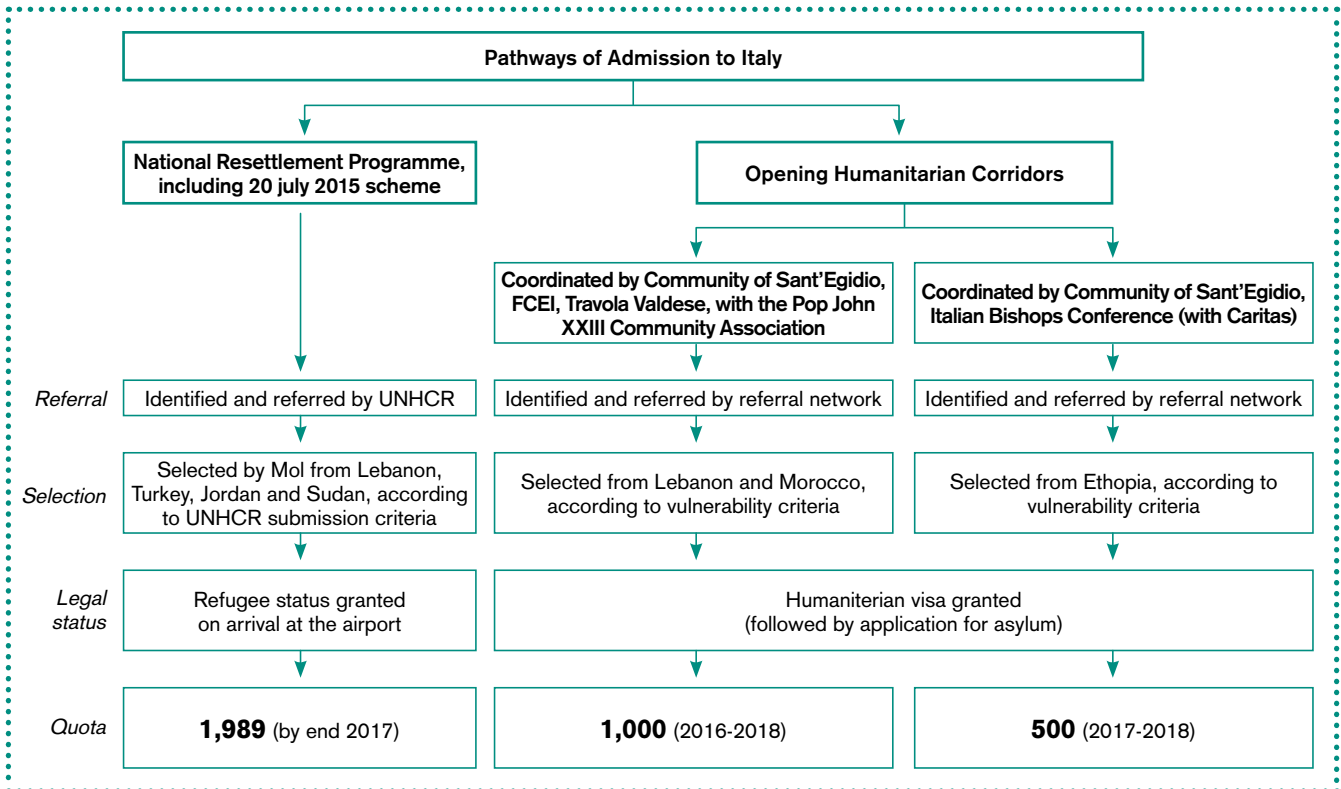 Pathways of Admission to Italy
National Resettlement Programme,
including 20 july 2015 scheme
Opening Humanitarian Corridors
Coordinated by Community of Sant'Egidio,
FCEI, Travola Valdese, with the Pop John
XXIII Community Association
Coordinated by Community of Sant'Egidio,
Italian Bishops Conference (with Caritas)
Referral
Identified and referred by UNHCR
Identified and referred by referral network
Identified and referred by referral network
Selection
Selected by MoI from Lebanon,
Turkey, Jordan and Sudan, according
to UNHCR submission criteria
Selected from Lebanon and Morocco,
according to vulnerability criteria
Selected from Ethopia, according to
vulnerability criteria
Legal
status
Refugee status granted
on arrival at the airport
Humaniterian visa granted
(followed by application for asylum)
Quota
1,989 (by end 2017)
1,000 (2016-2018)
500 (2017-2018)